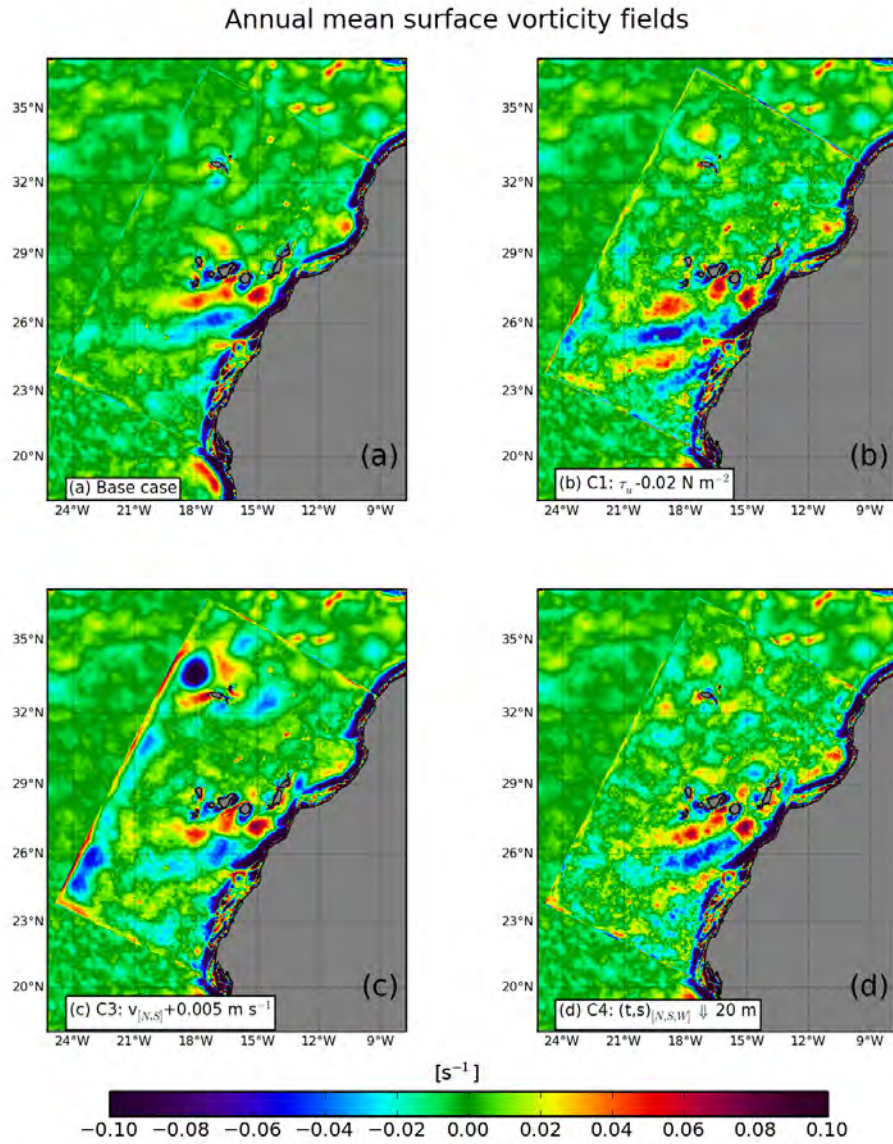 Annual mean surface vorticity fields
35°N
32°N
29°N
26°N
23°N
20°N
(a)
(a) Base case
24°W 21°W 18°W 15°W 12°W 9°W
35°N
32°N
29°N
26°N
23°N
20°N
(b)
(b) C1: τᵤ-0.02 N m⁻²
24°W 21°W 18°W 15°W 12°W 9°W
35°N
32°N
29°N
26°N
23°N
20°N
(c)
(c) C3: v[N,S]+0.005 m s⁻¹
24°W 21°W 18°W 15°W 12°W 9°W
35°N
32°N
29°N
26°N
23°N
20°N
(d)
(d) C4: (t,s)[N,S,W] ⇓ 20 m
24°W 21°W 18°W 15°W 12°W 9°W
[s⁻¹]
−0.10 −0.08 −0.06 −0.04 −0.02 0.00 0.02 0.04 0.06 0.08 0.10